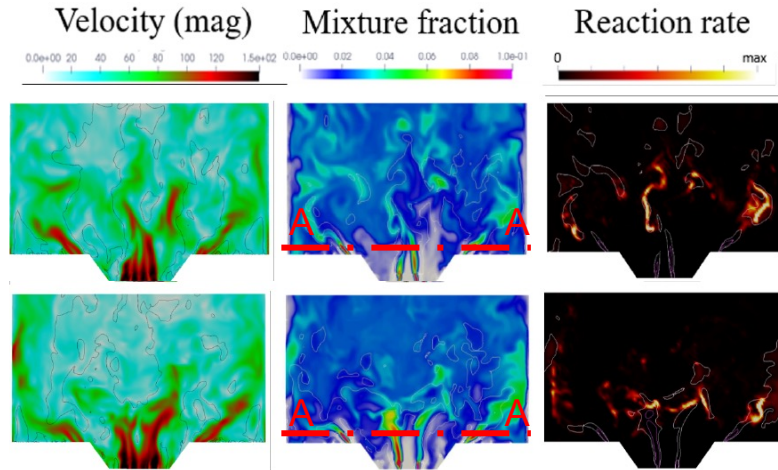 Velocity (mag) Mixture fraction Reaction rate
0.0e+00 20 40 60 80 100 120 1.5e+02 0.0e+00 0.02 0.04 0.06 0.08 1.0e-01 0 max
A A
A A